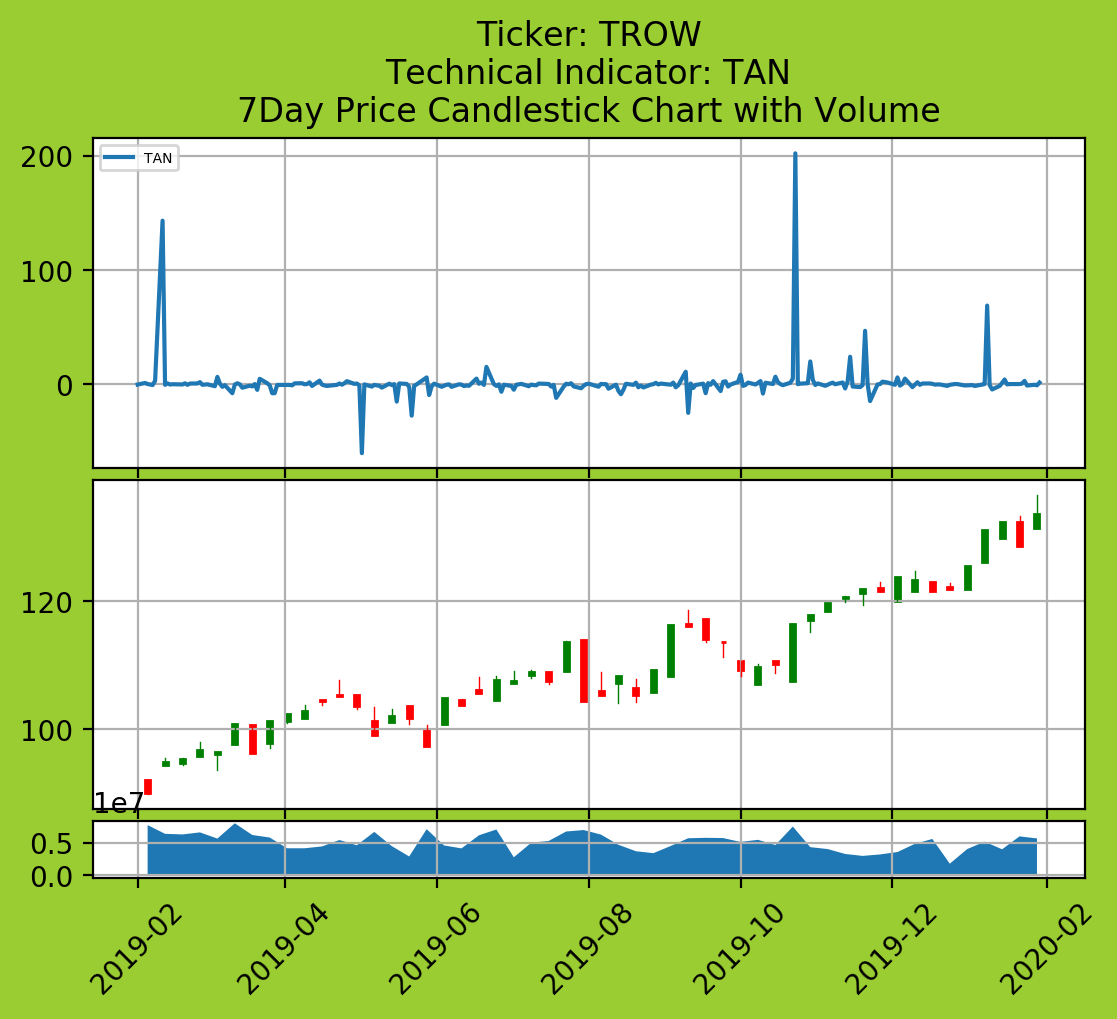 Ticker: TROW
Technical Indicator: TAN
7Day Price Candlestick Chart with Volume
TAN
200
100
0
120
100
1e7
0.5
0.0
2019-02
2019-04
2019-06
2019-08
2019-10
2019-12
2020-02